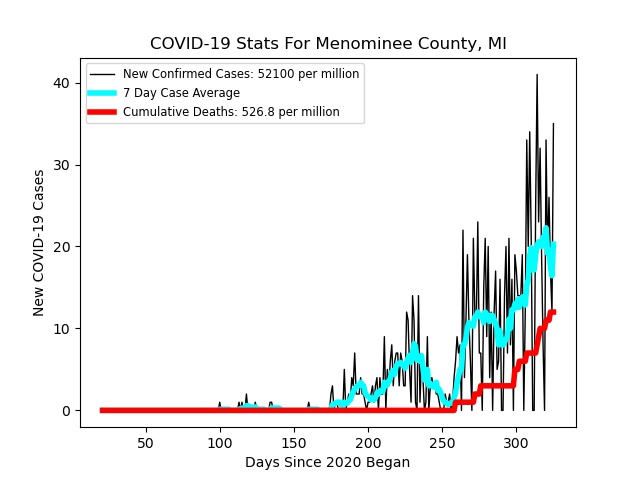 COVID-19 Stats For Menominee County, MI
New Confirmed Cases: 52100 per million
7 Day Case Average
Cumulative Deaths: 526.8 per million
New COVID-19 Cases
40
30
20
10
0
50 100 150 200 250 300
Days Since 2020 Began